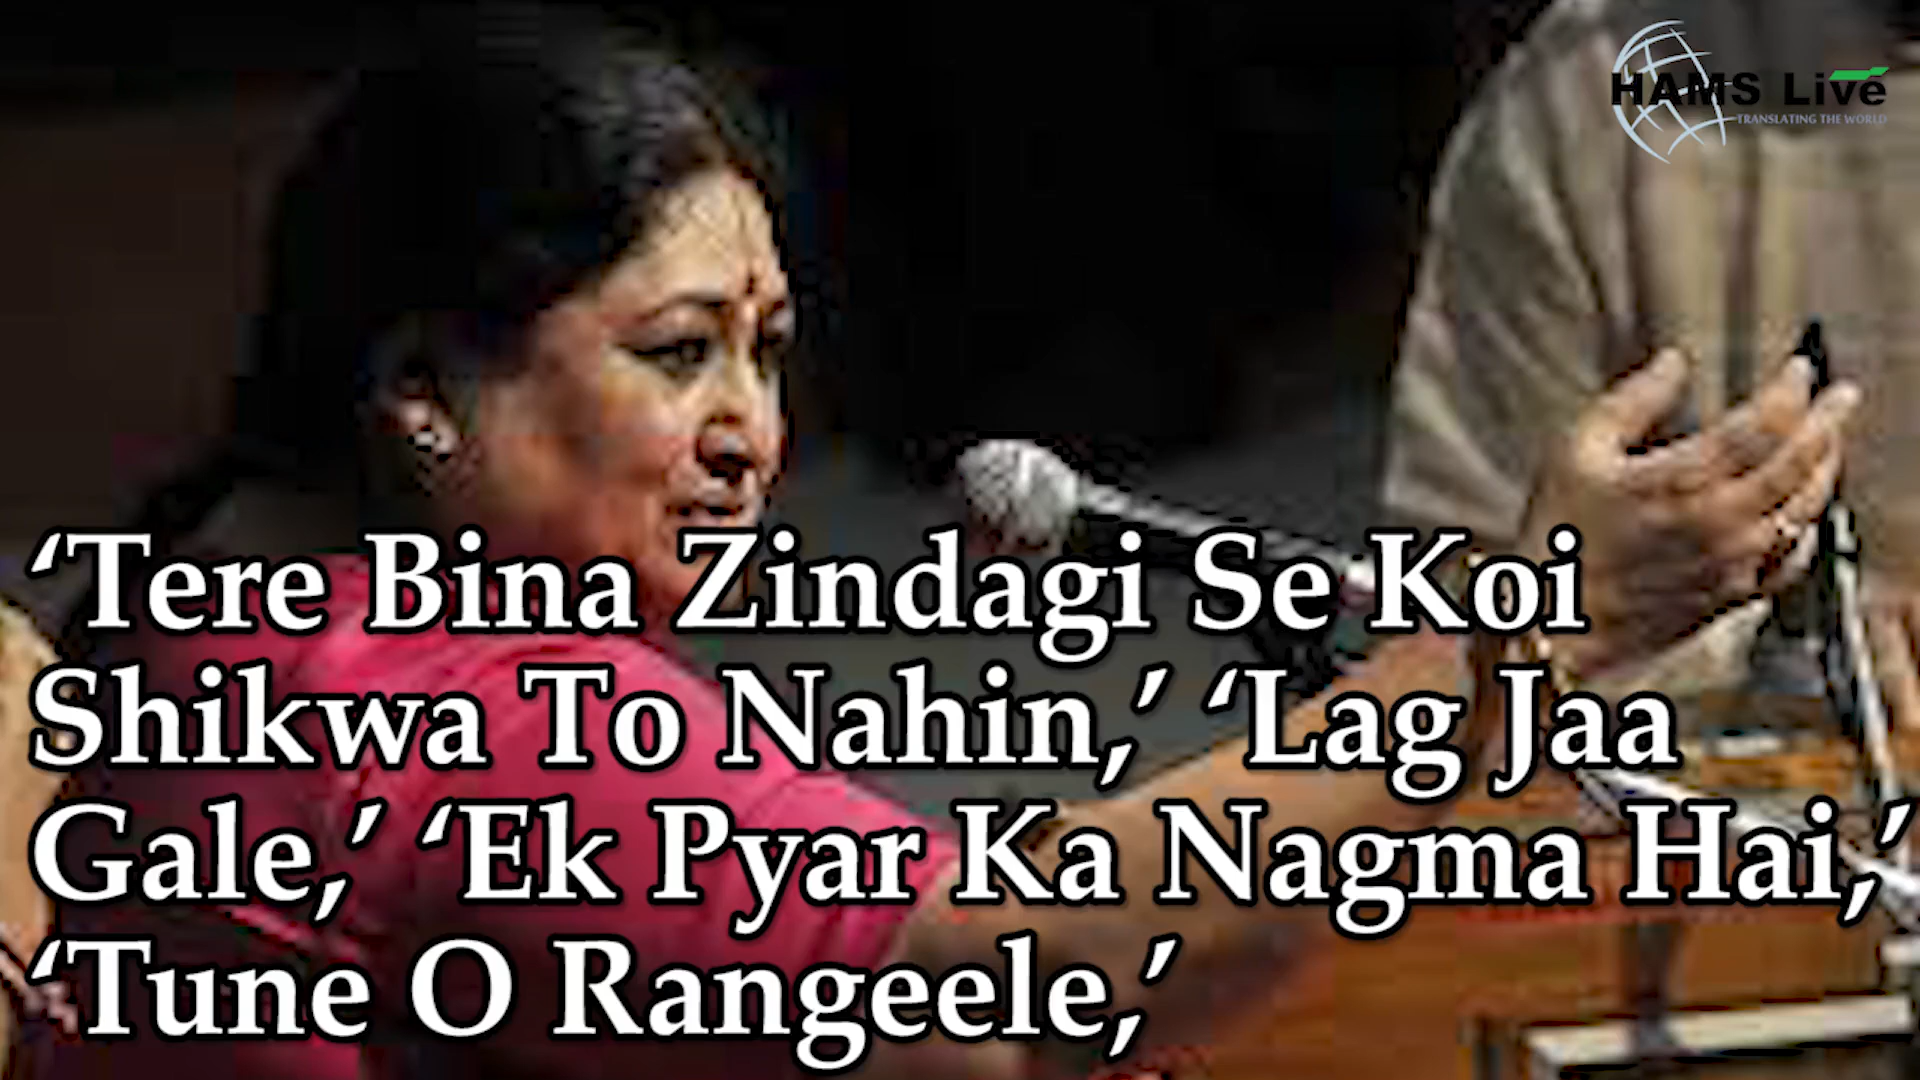 HAMS Live
TRANSLATING THE WORLD
‘Tere Bina Zindagi Se Koi
Shikwa To Nahin,’ ‘Lag Jaa
Gale,’ ‘Ek Pyar Ka Nagma Hai,’
‘Tune O Rangeele,’